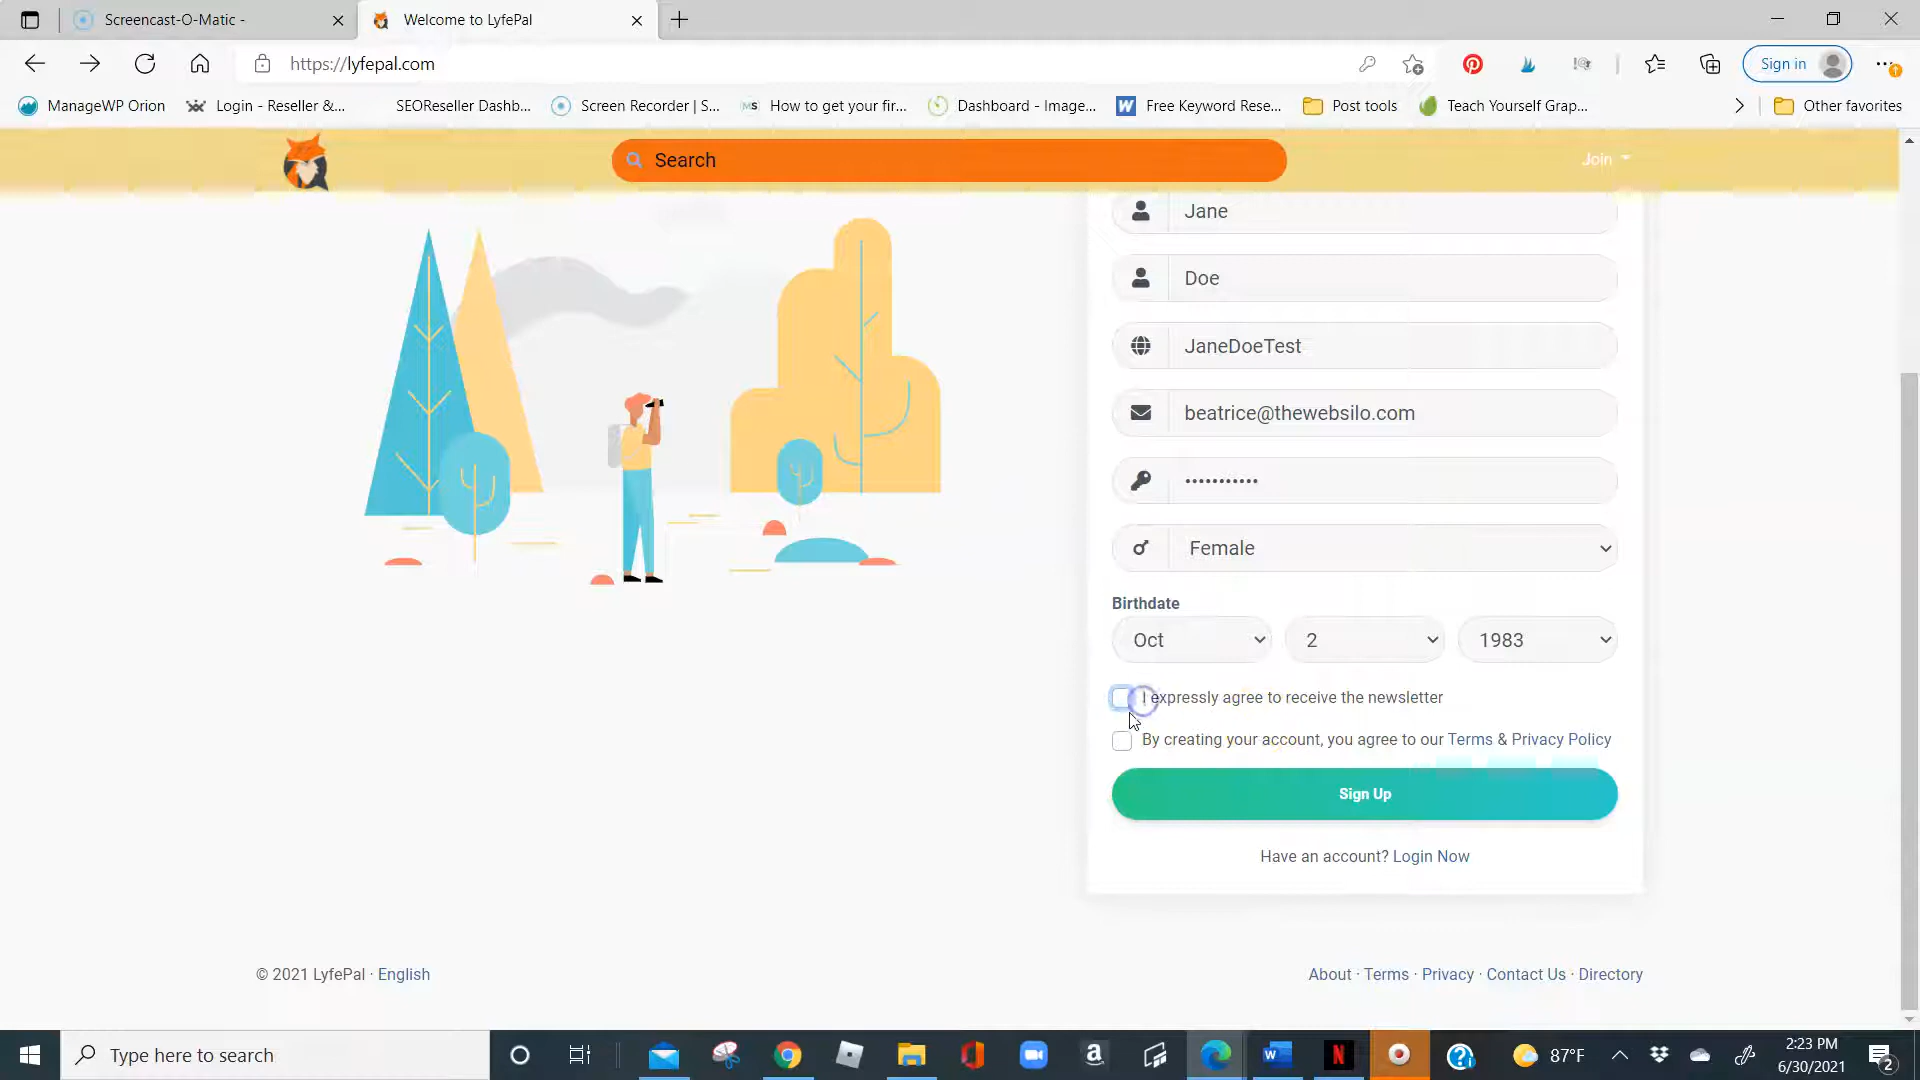 Screencast-O-Matic -
Welcome to LyfePal
https://lyfepal.com
Sign in
ManageWP Orion
Login - Reseller &...
SEOReseller Dashb...
Screen Recorder | S...
MS
How to get your fir...
Dashboard - Image...
W
Free Keyword Rese...
Post tools
Teach Yourself Grap...
Other favorites
Search
Join
Jane
Doe
JaneDoeTest
beatrice@thewebsilo.com
•••••••••••
Female
Birthdate
Oct
2
1983
I expressly agree to receive the newsletter
By creating your account, you agree to our Terms & Privacy Policy
Sign Up
Have an account? Login Now
© 2021 LyfePal · English
About · Terms · Privacy · Contact Us · Directory
Type here to search
87°F
2:23 PM
6/30/2021
2